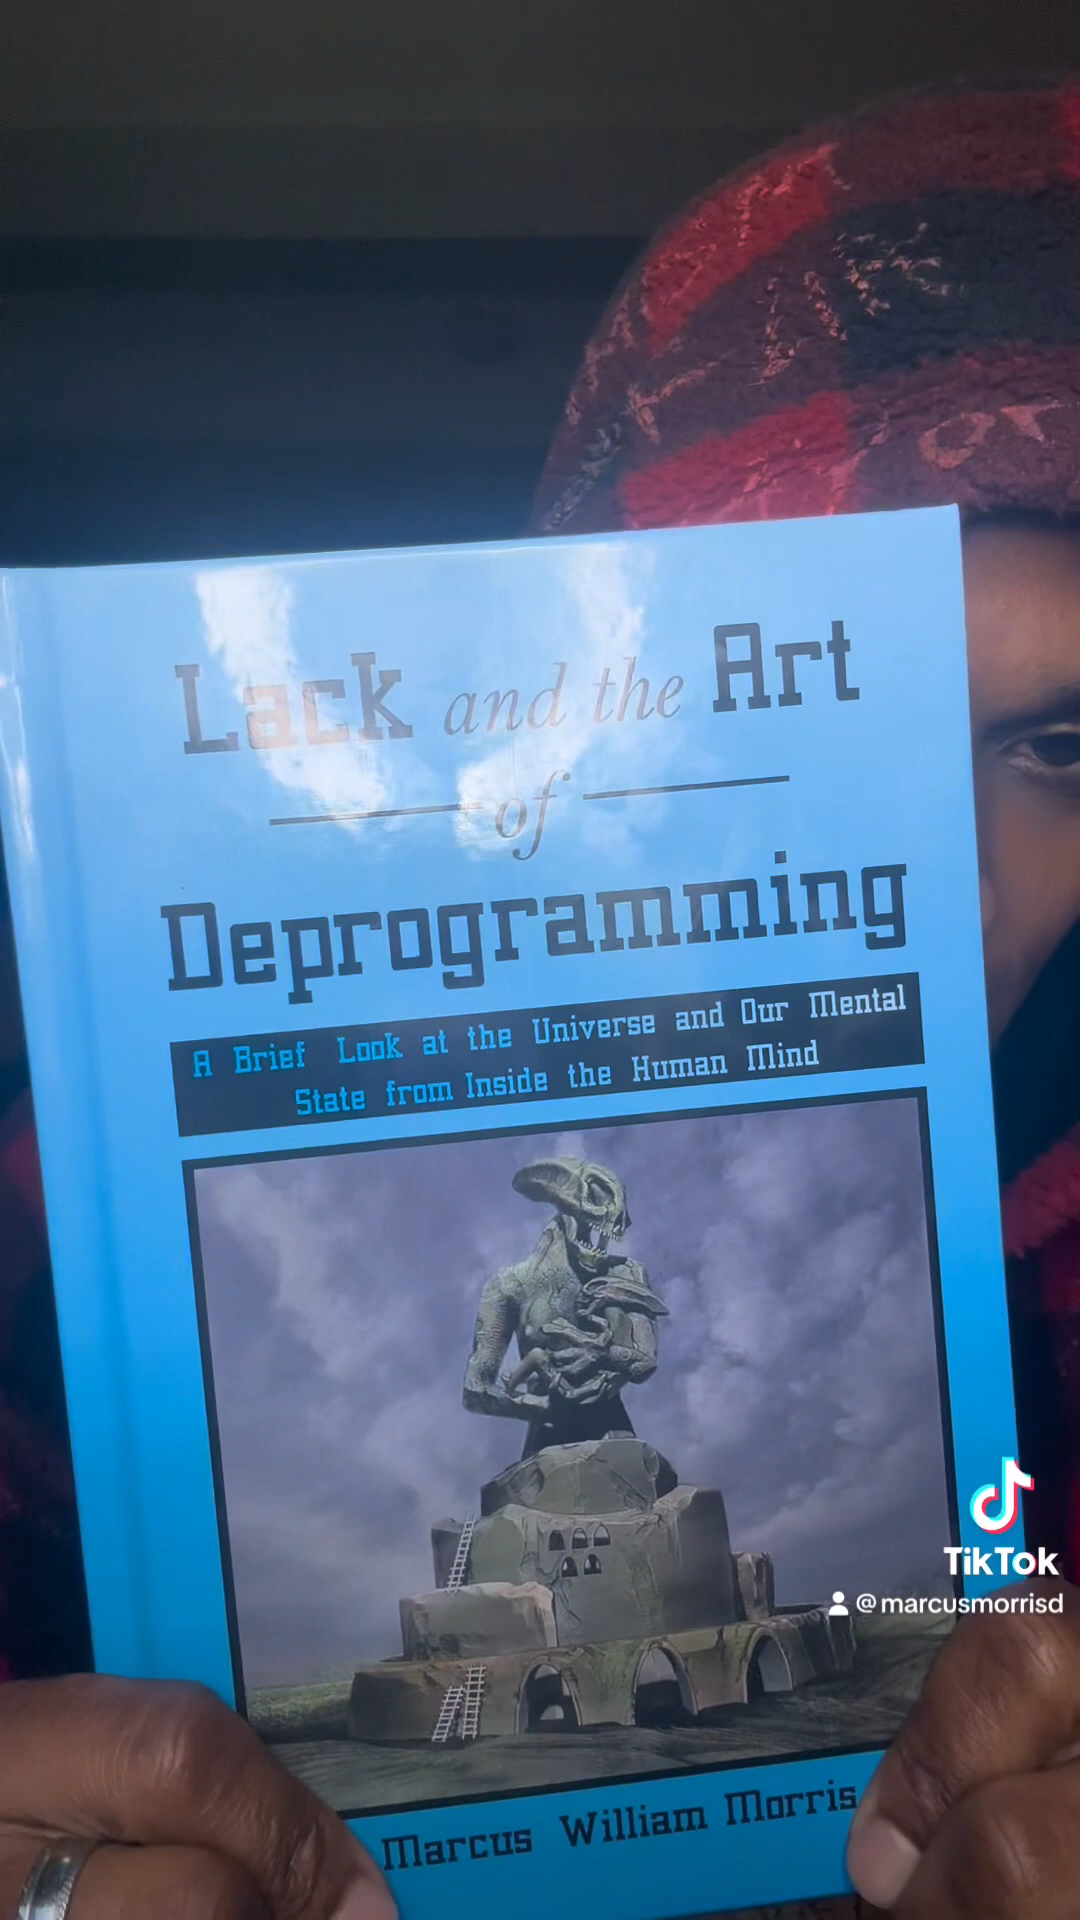 Lack and the Art
of
Deprogramming
A Brief Look at the Universe and Our Mental
State from Inside the Human Mind
Marcus William Morris
TikTok
@marcusmorrisd